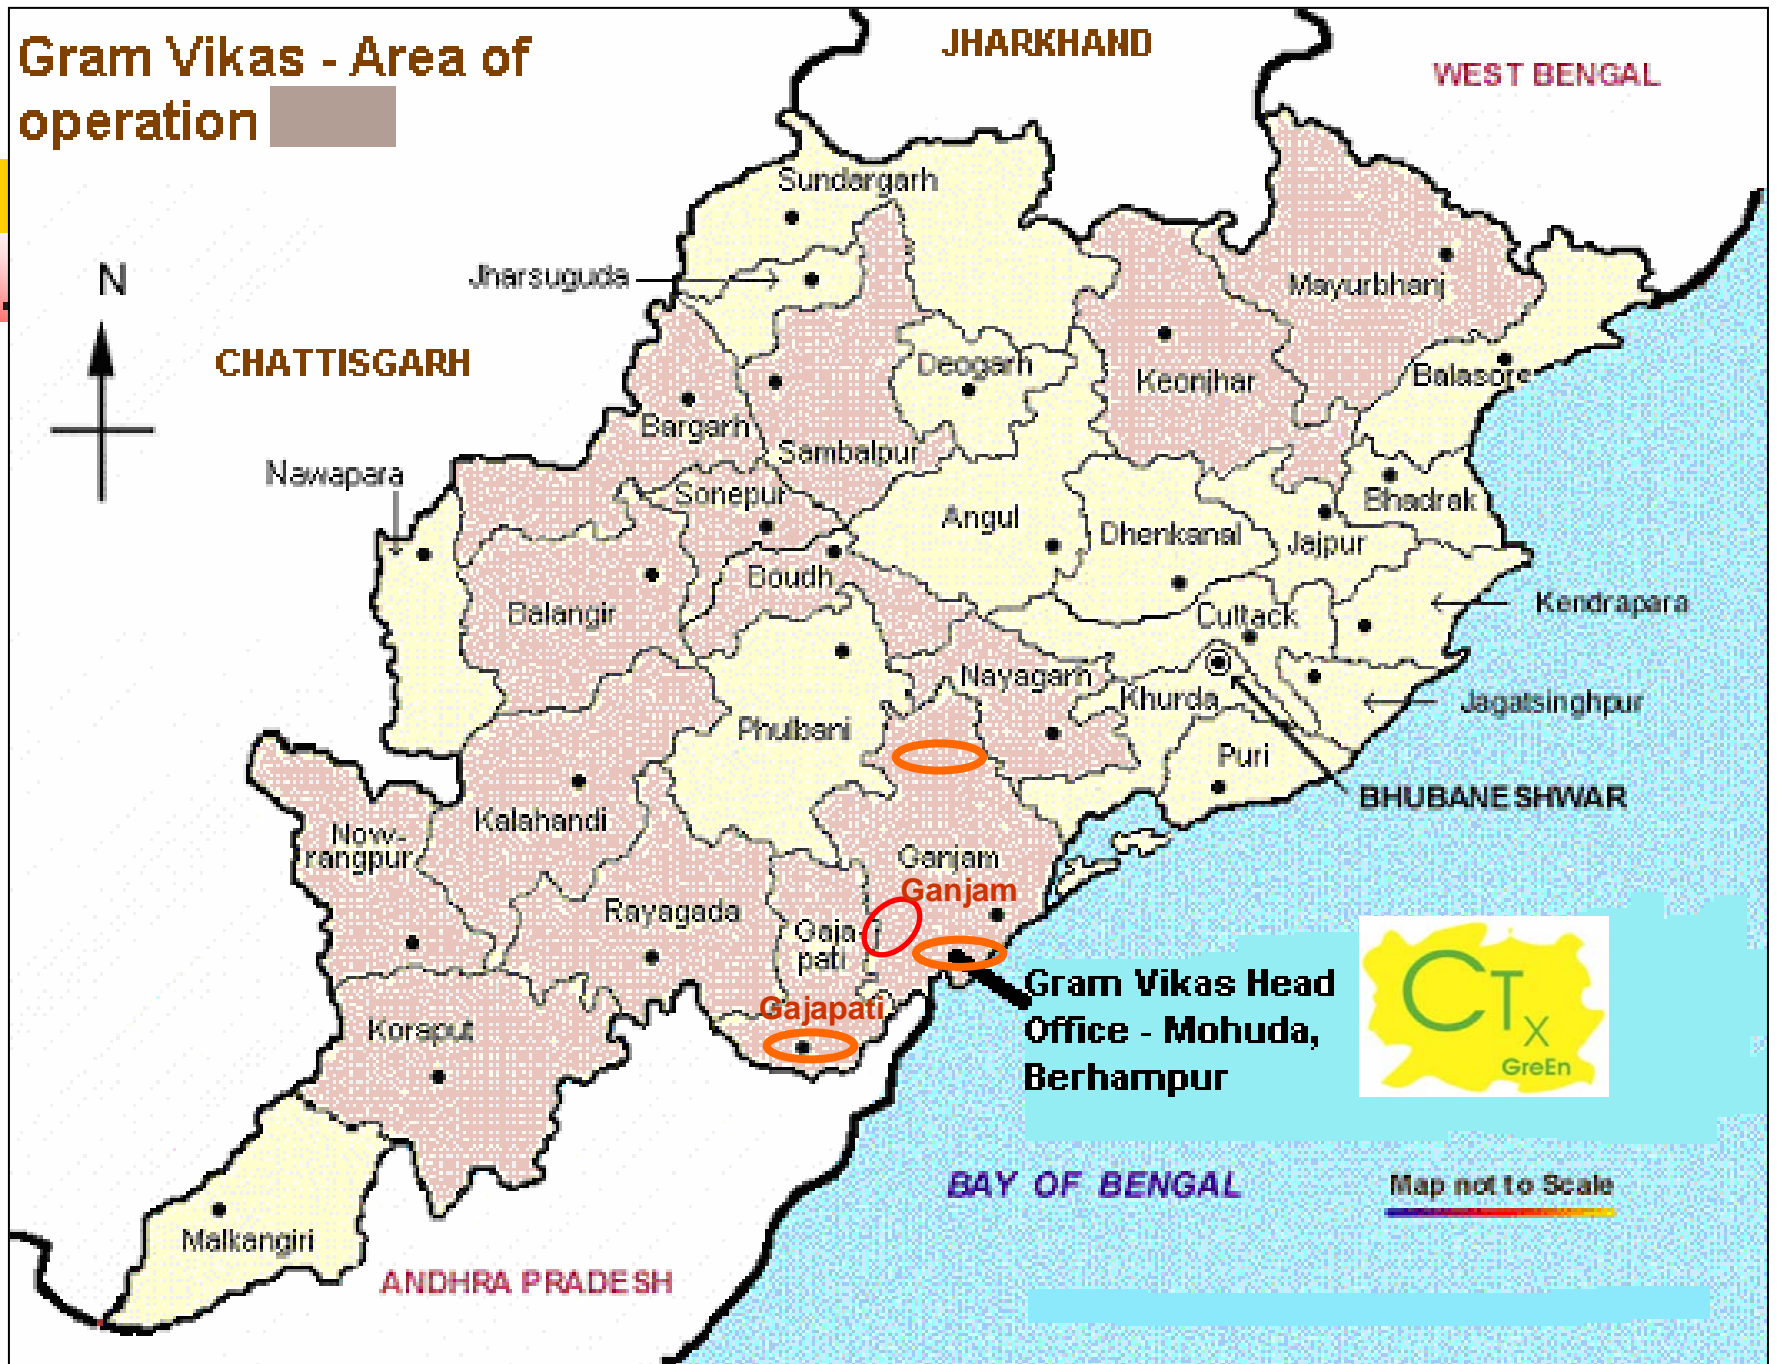 Gram Vikas - Area of
operation
JHARKHAND
WEST BENGAL
Sundargarh
N
Jharsuguda
Mayurbhanj
CHATTISGARH
Deogarh
Keonjhar
Balasore
Bargarh
Sambalpur
Nawapara
Sonepur
Angul
Bhadrak
Dhenkanal
Jajpur
Boudh
Balangir
Cuttack
Kendrapara
Nayagarh
Khurda
Jagatsinghpur
Phulbani
Puri
BHUBANESHWAR
Kalahandi
Now-
rangpur
Ganjam
Ganjam
Rayagada
Gaja-
pati
Gajapati
Gram Vikas Head
Office - Mohuda,
Berhampur
CTx
GreEn
Koraput
BAY OF BENGAL
Map not to Scale
Malkangiri
ANDHRA PRADESH